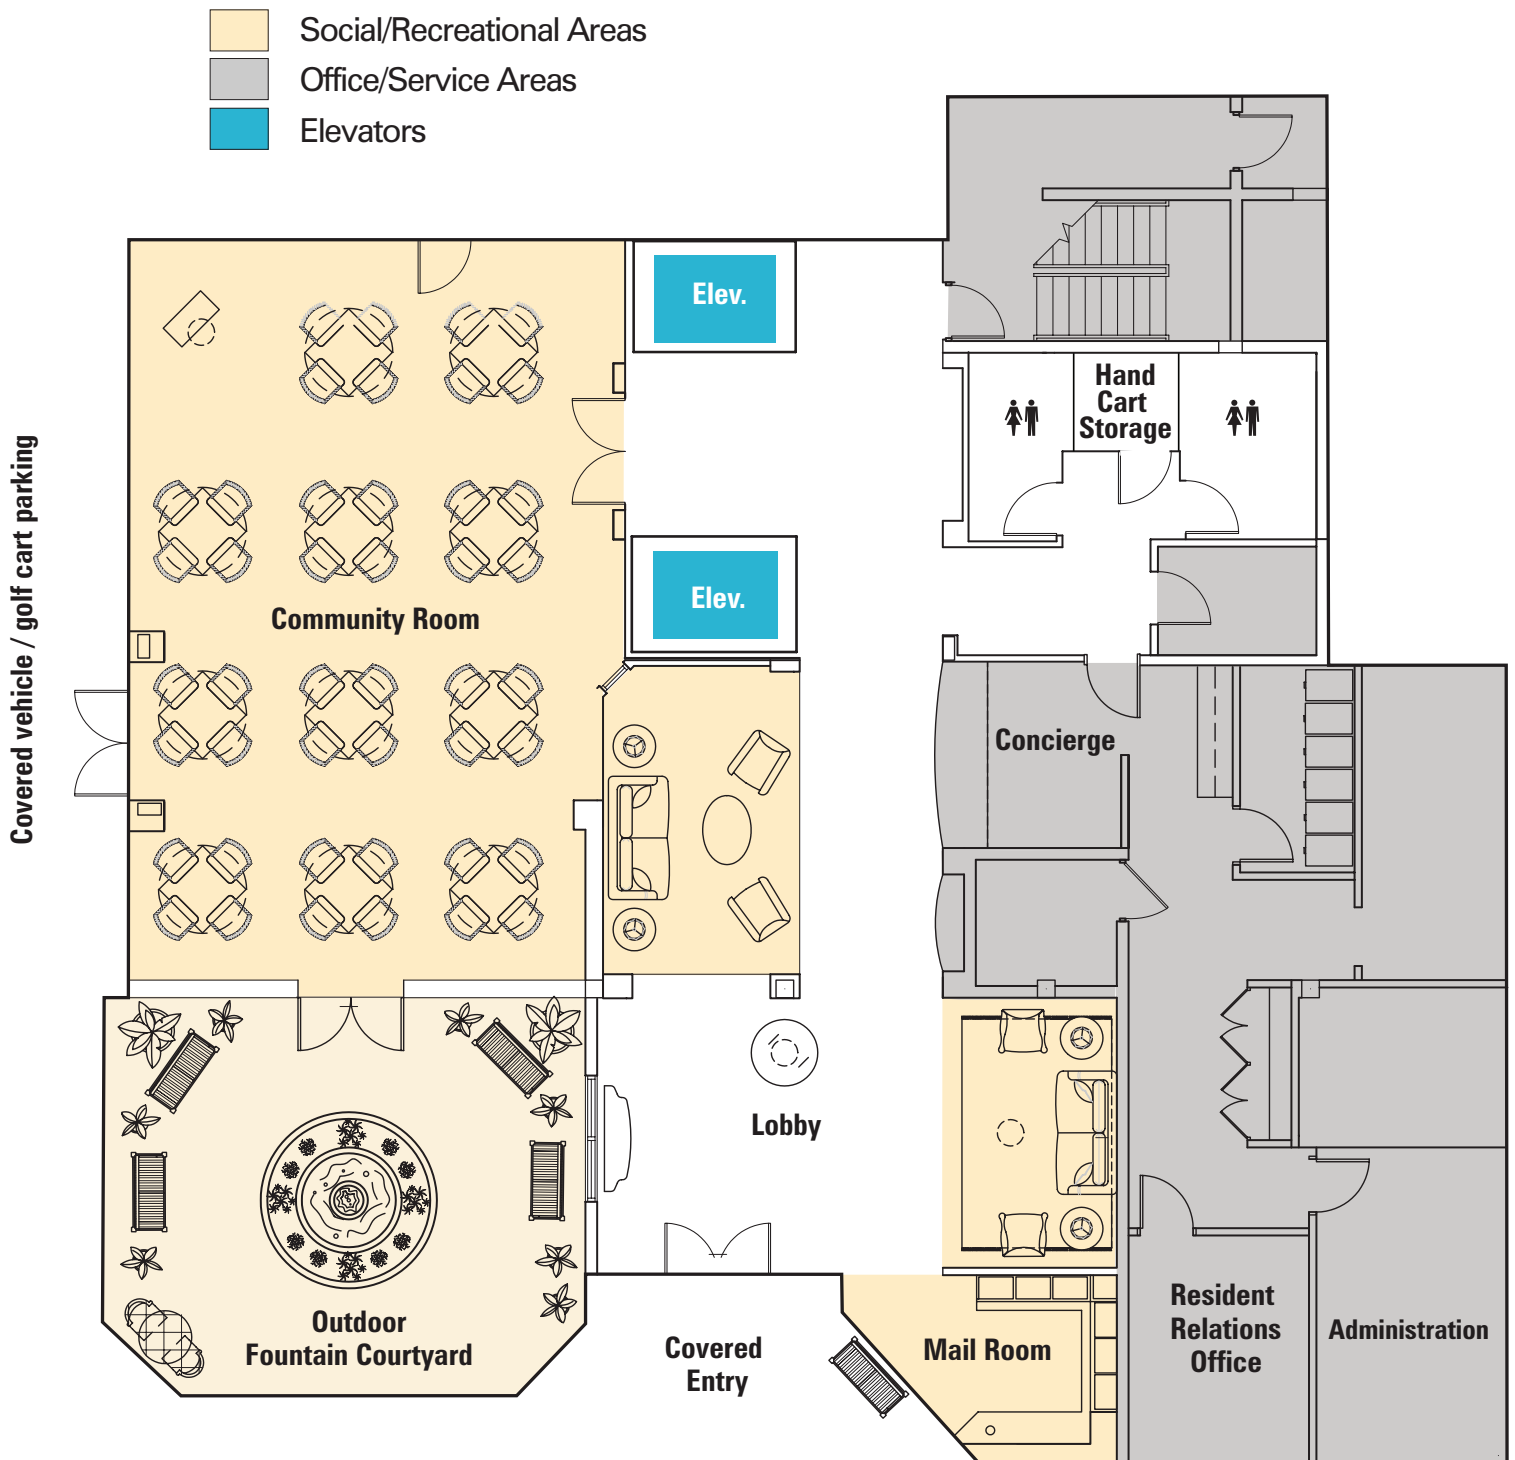 Social/Recreational Areas
Office/Service Areas
Elevators
Elev.
Hand
Cart
Storage
Covered vehicle / golf cart parking
Elev.
Community Room
Concierge
Lobby
Outdoor
Fountain Courtyard
Covered
Entry
Mail Room
Resident
Relations
Office
Administration